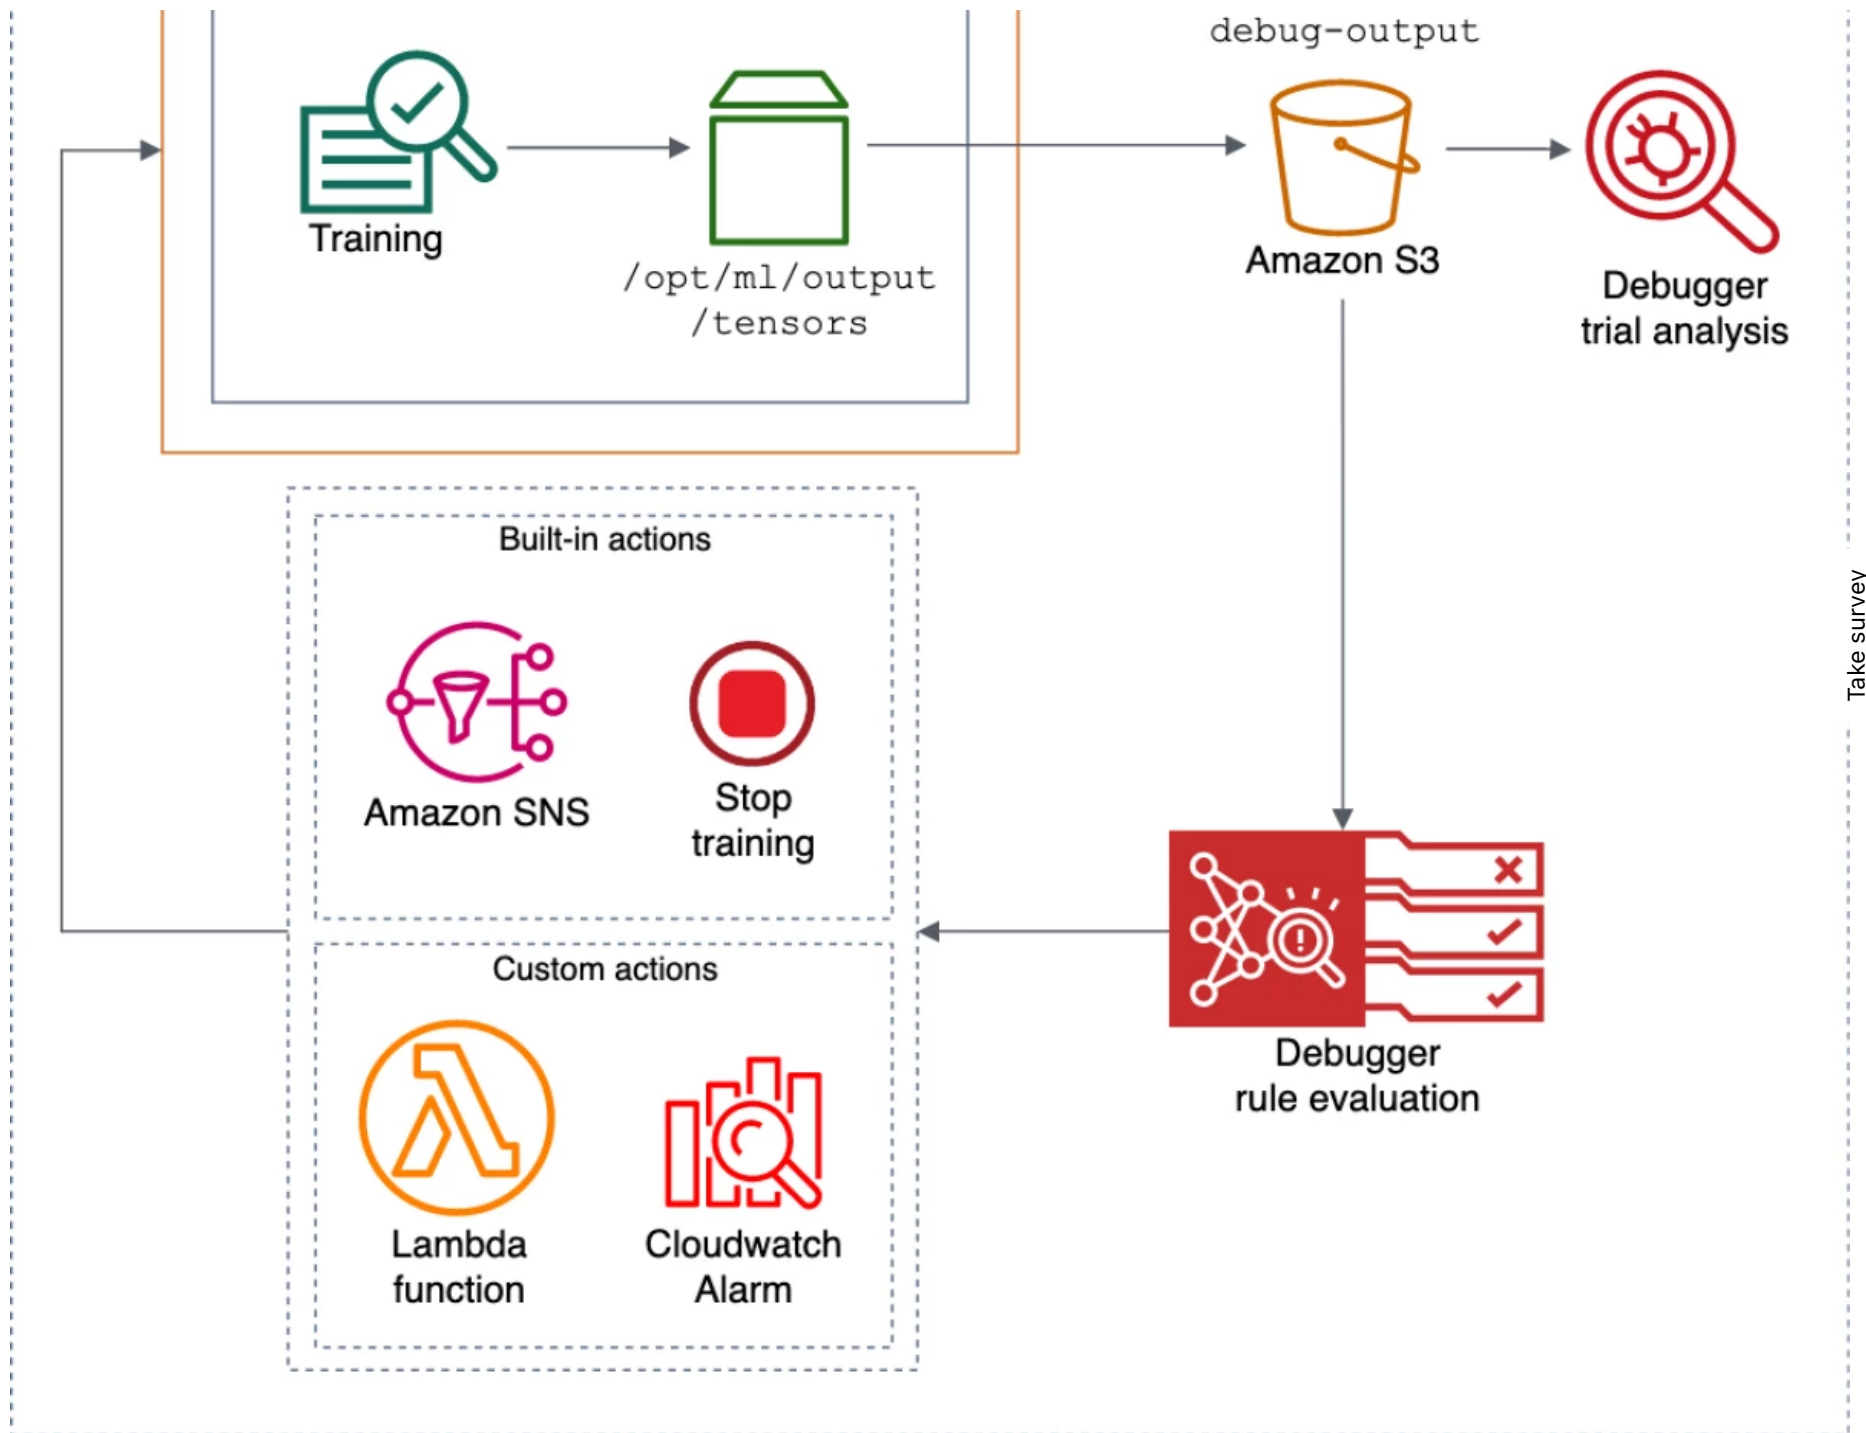 debug-output
Training
/opt/ml/output
/tensors
Amazon S3
Debugger
trial analysis
Built-in actions
Amazon SNS
Stop
training
Custom actions
Lambda
function
Cloudwatch
Alarm
Debugger
rule evaluation
Take survey